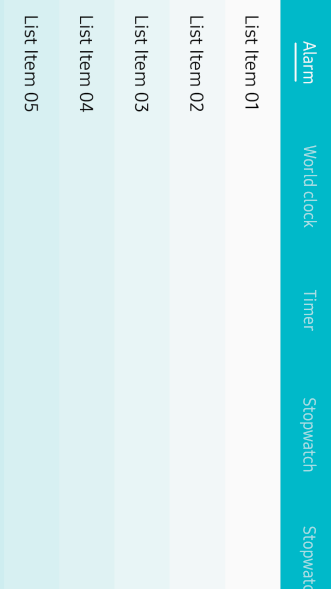 Alarm
World clock
Timer
Stopwatch
Stopwatc
List Item 01
List Item 02
List Item 03
List Item 04
List Item 05